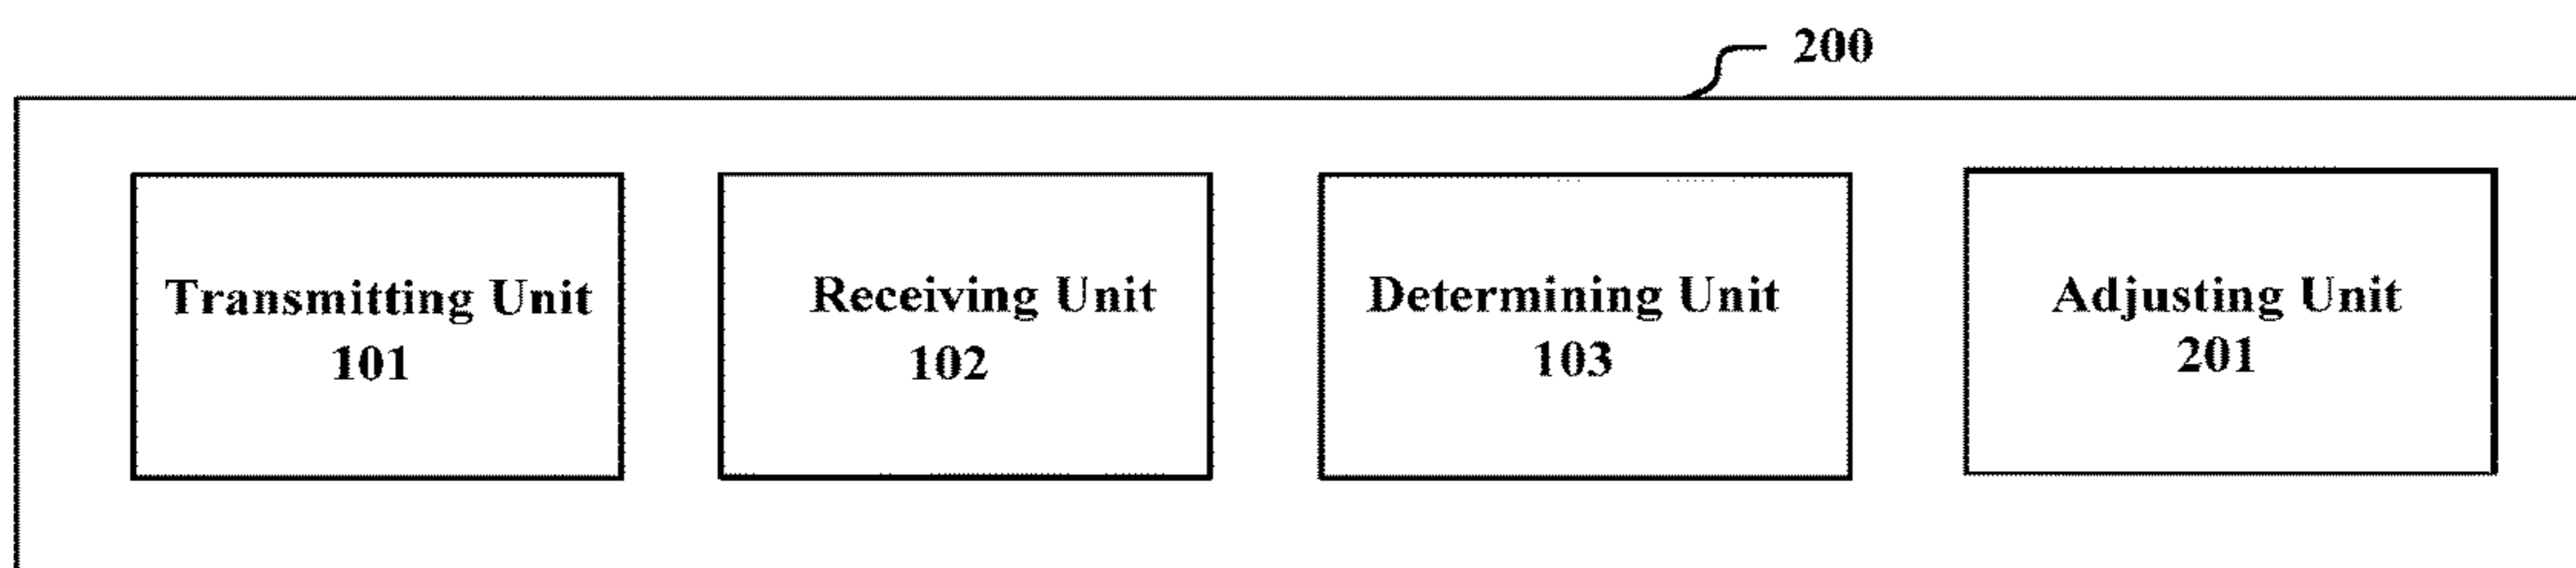 200
Transmitting Unit
101
Receiving Unit
102
Determining Unit
103
Adjusting Unit
201